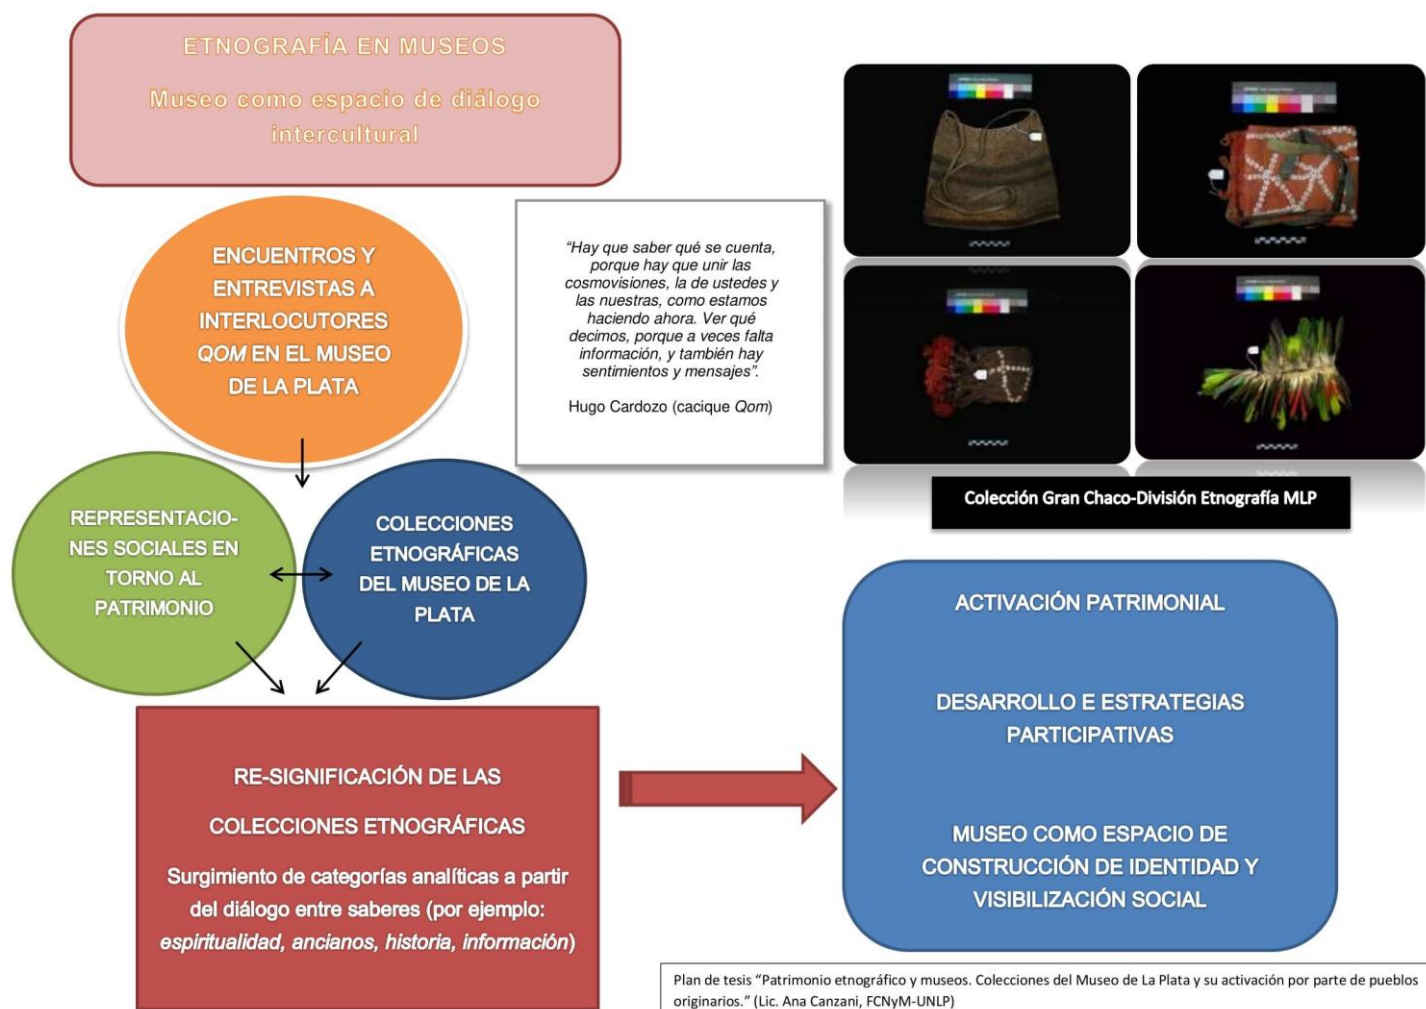 ETNOGRAFÍA EN MUSEOS
Museo como espacio de diálogo
intercultural
ENCUENTROS Y
ENTREVISTAS A
INTERLOCUTORES
QOM EN EL MUSEO
DE LA PLATA
“Hay que saber qué se cuenta,
porque hay que unir las
cosmovisiones, la de ustedes y
las nuestras, como estamos
haciendo ahora. Ver qué
decimos, porque a veces falta
información, y también hay
sentimientos y mensajes”.
Hugo Cardozo (cacique Qom)
Colección Gran Chaco-División Etnografía MLP
REPRESENTACIO-
NES SOCIALES EN
TORNO AL
PATRIMONIO
COLECCIONES
ETNOGRÁFICAS
DEL MUSEO DE LA
PLATA
RE-SIGNIFICACIÓN DE LAS
COLECCIONES ETNOGRÁFICAS
Surgimiento de categorías analíticas a partir
del diálogo entre saberes (por ejemplo:
espiritualidad, ancianos, historia, información)
ACTIVACIÓN PATRIMONIAL
DESARROLLO E ESTRATEGIAS
PARTICIPATIVAS
MUSEO COMO ESPACIO DE
CONSTRUCCIÓN DE IDENTIDAD Y
VISIBILIZACIÓN SOCIAL
Plan de tesis “Patrimonio etnográfico y museos. Colecciones del Museo de La Plata y su activación por parte de pueblos
originarios.” (Lic. Ana Canzani, FCNyM-UNLP)